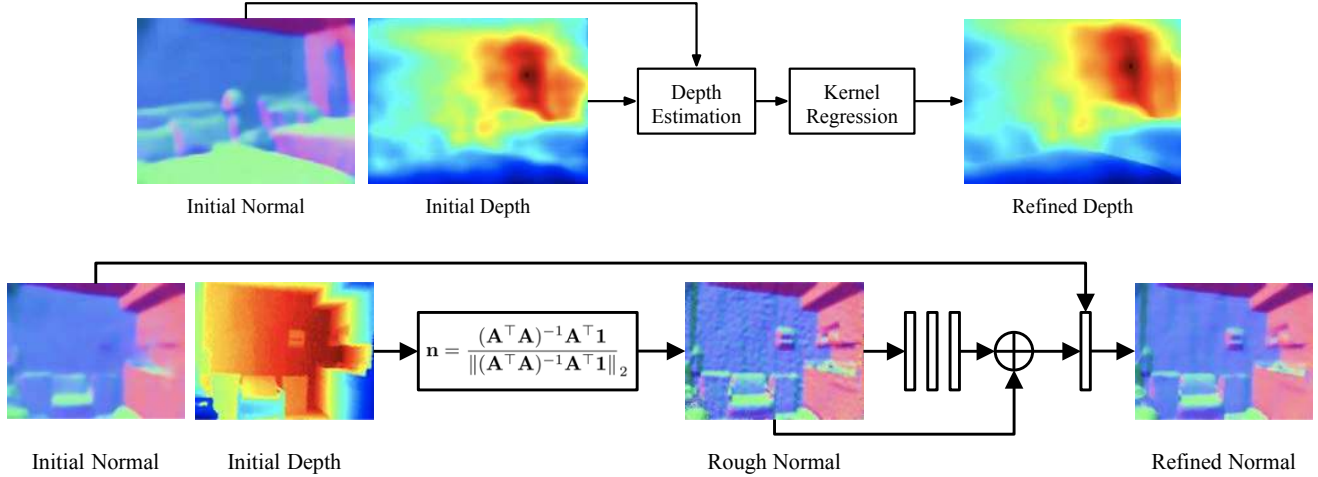 Depth
Estimation
Kernel
Regression
Initial Normal
Initial Depth
Refined Depth
n = (A⊤A)−1A⊤1 / ‖(A⊤A)−1A⊤1‖2
Initial Normal
Initial Depth
Rough Normal
Refined Normal